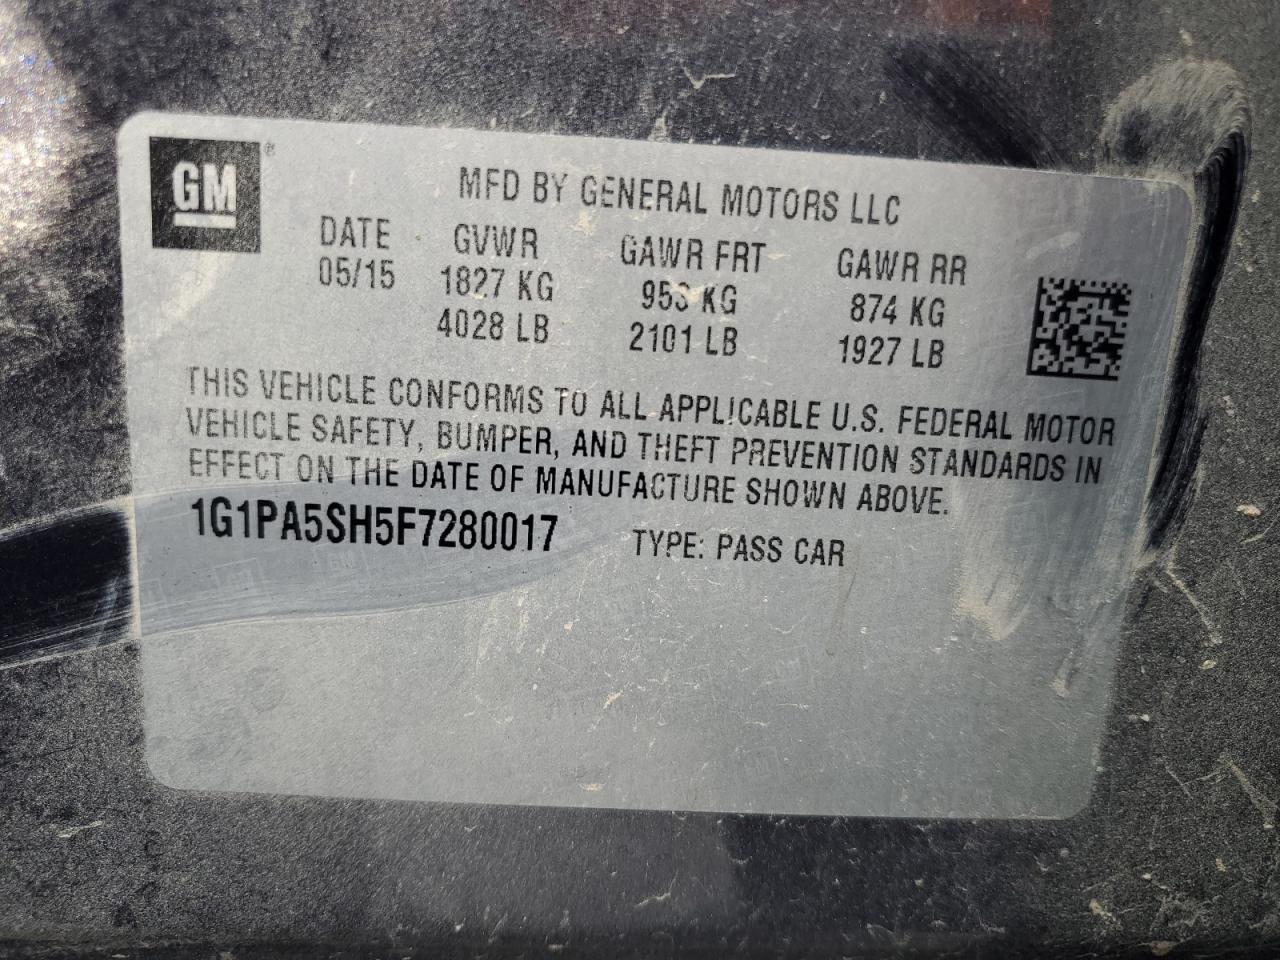 GM®
MFD BY GENERAL MOTORS LLC
DATE GVWR GAWR FRT GAWR RR
05/15 1827 KG 953 KG 874 KG
4028 LB 2101 LB 1927 LB
THIS VEHICLE CONFORMS TO ALL APPLICABLE U.S. FEDERAL MOTOR
VEHICLE SAFETY, BUMPER, AND THEFT PREVENTION STANDARDS IN
EFFECT ON THE DATE OF MANUFACTURE SHOWN ABOVE.
1G1PA5SH5F7280017 TYPE: PASS CAR